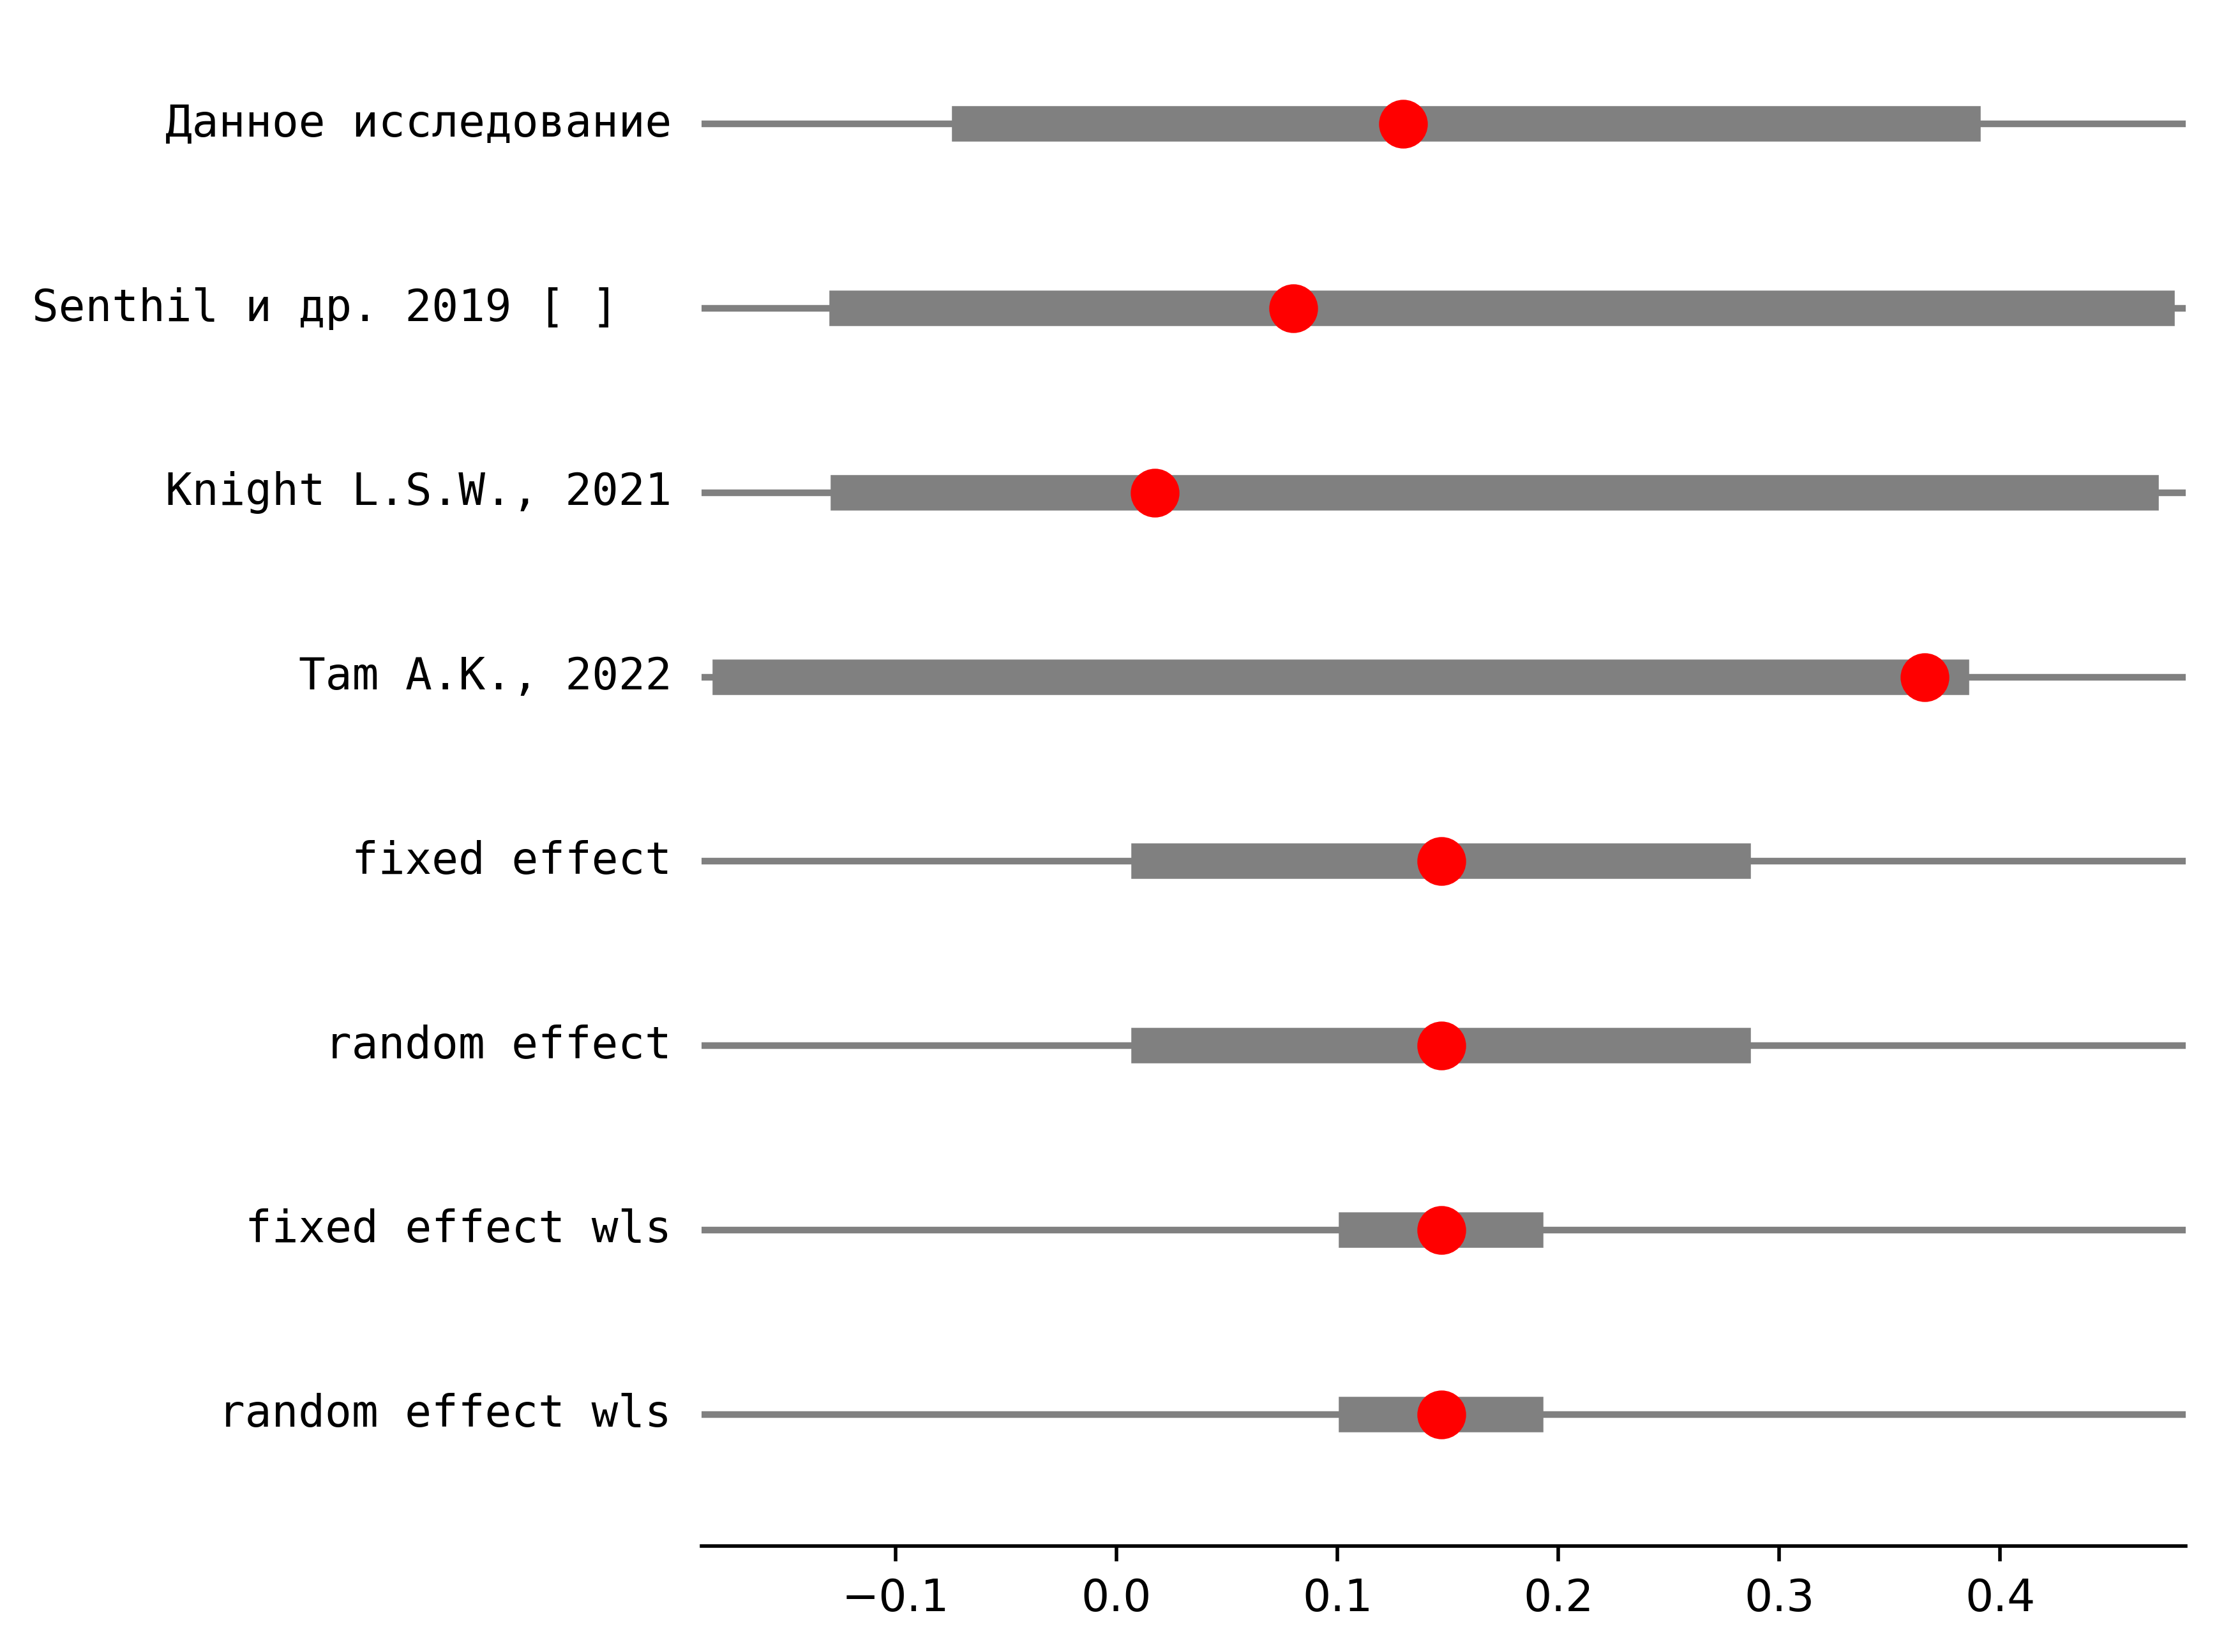 Данное исследование
Senthil и др. 2019 [ ]
Knight L.S.W., 2021
Tam A.K., 2022
fixed effect
random effect
fixed effect wls
random effect wls
−0.1 0.0 0.1 0.2 0.3 0.4